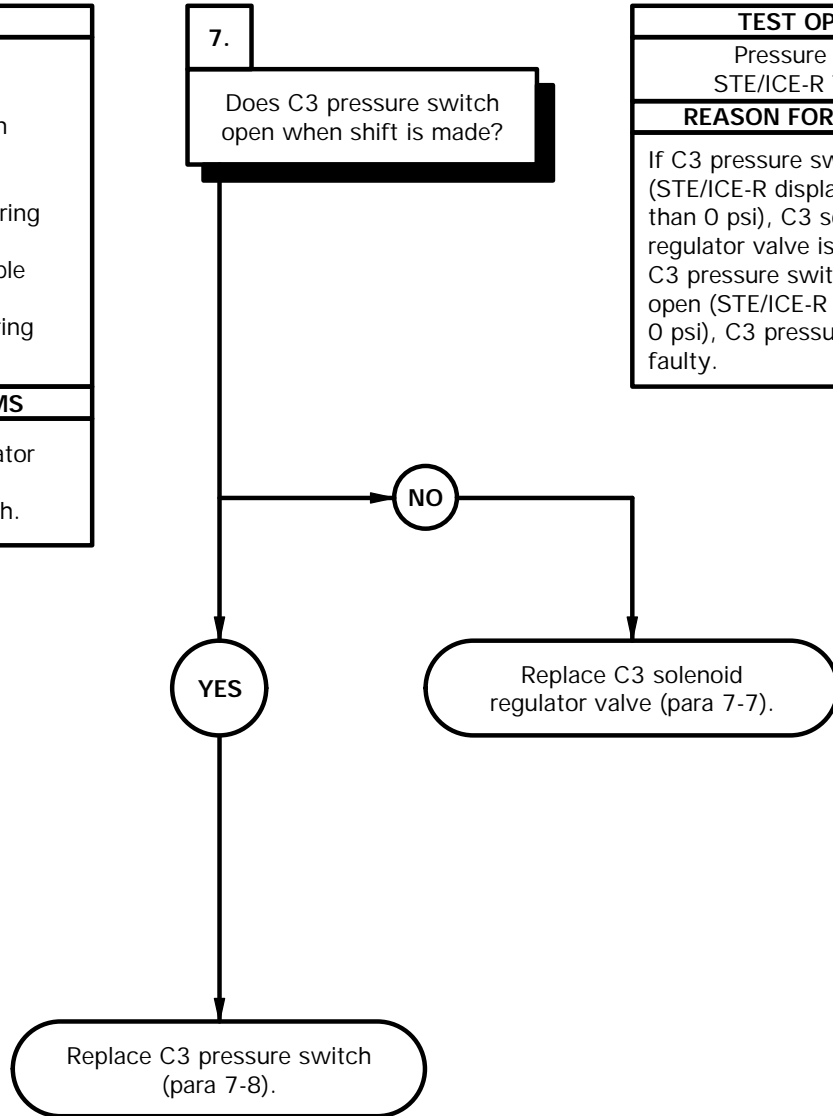 n
ring
ble
ring
MS
ator
h.
7.
Does C3 pressure switch
open when shift is made?
TEST OP
Pressure
STE/ICE-R
REASON FOR
If C3 pressure sw
(STE/ICE-R displa
than 0 psi), C3 s
regulator valve is
C3 pressure swit
open (STE/ICE-R
0 psi), C3 pressu
faulty.
NO
YES
Replace C3 solenoid
regulator valve (para 7-7).
Replace C3 pressure switch
(para 7-8).